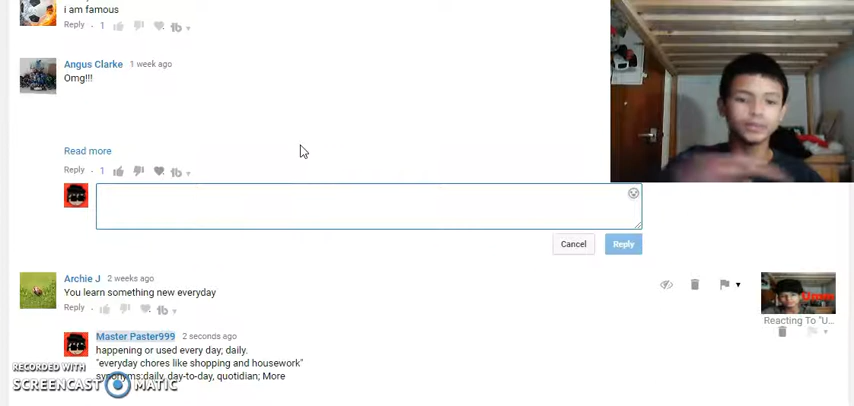 i am famous
Reply 1
Angus Clarke 1 week ago
Omg!!!
Read more
Reply 1
Cancel Reply
Archie J 2 weeks ago
You learn something new everyday
Reply
Reacting To "U...
Master Paster999 2 seconds ago
happening or used every day; daily.
"everyday chores like shopping and housework"
synonyms:daily, day-to-day, quotidian; More
RECORDED WITH
SCREENCAST MATIC